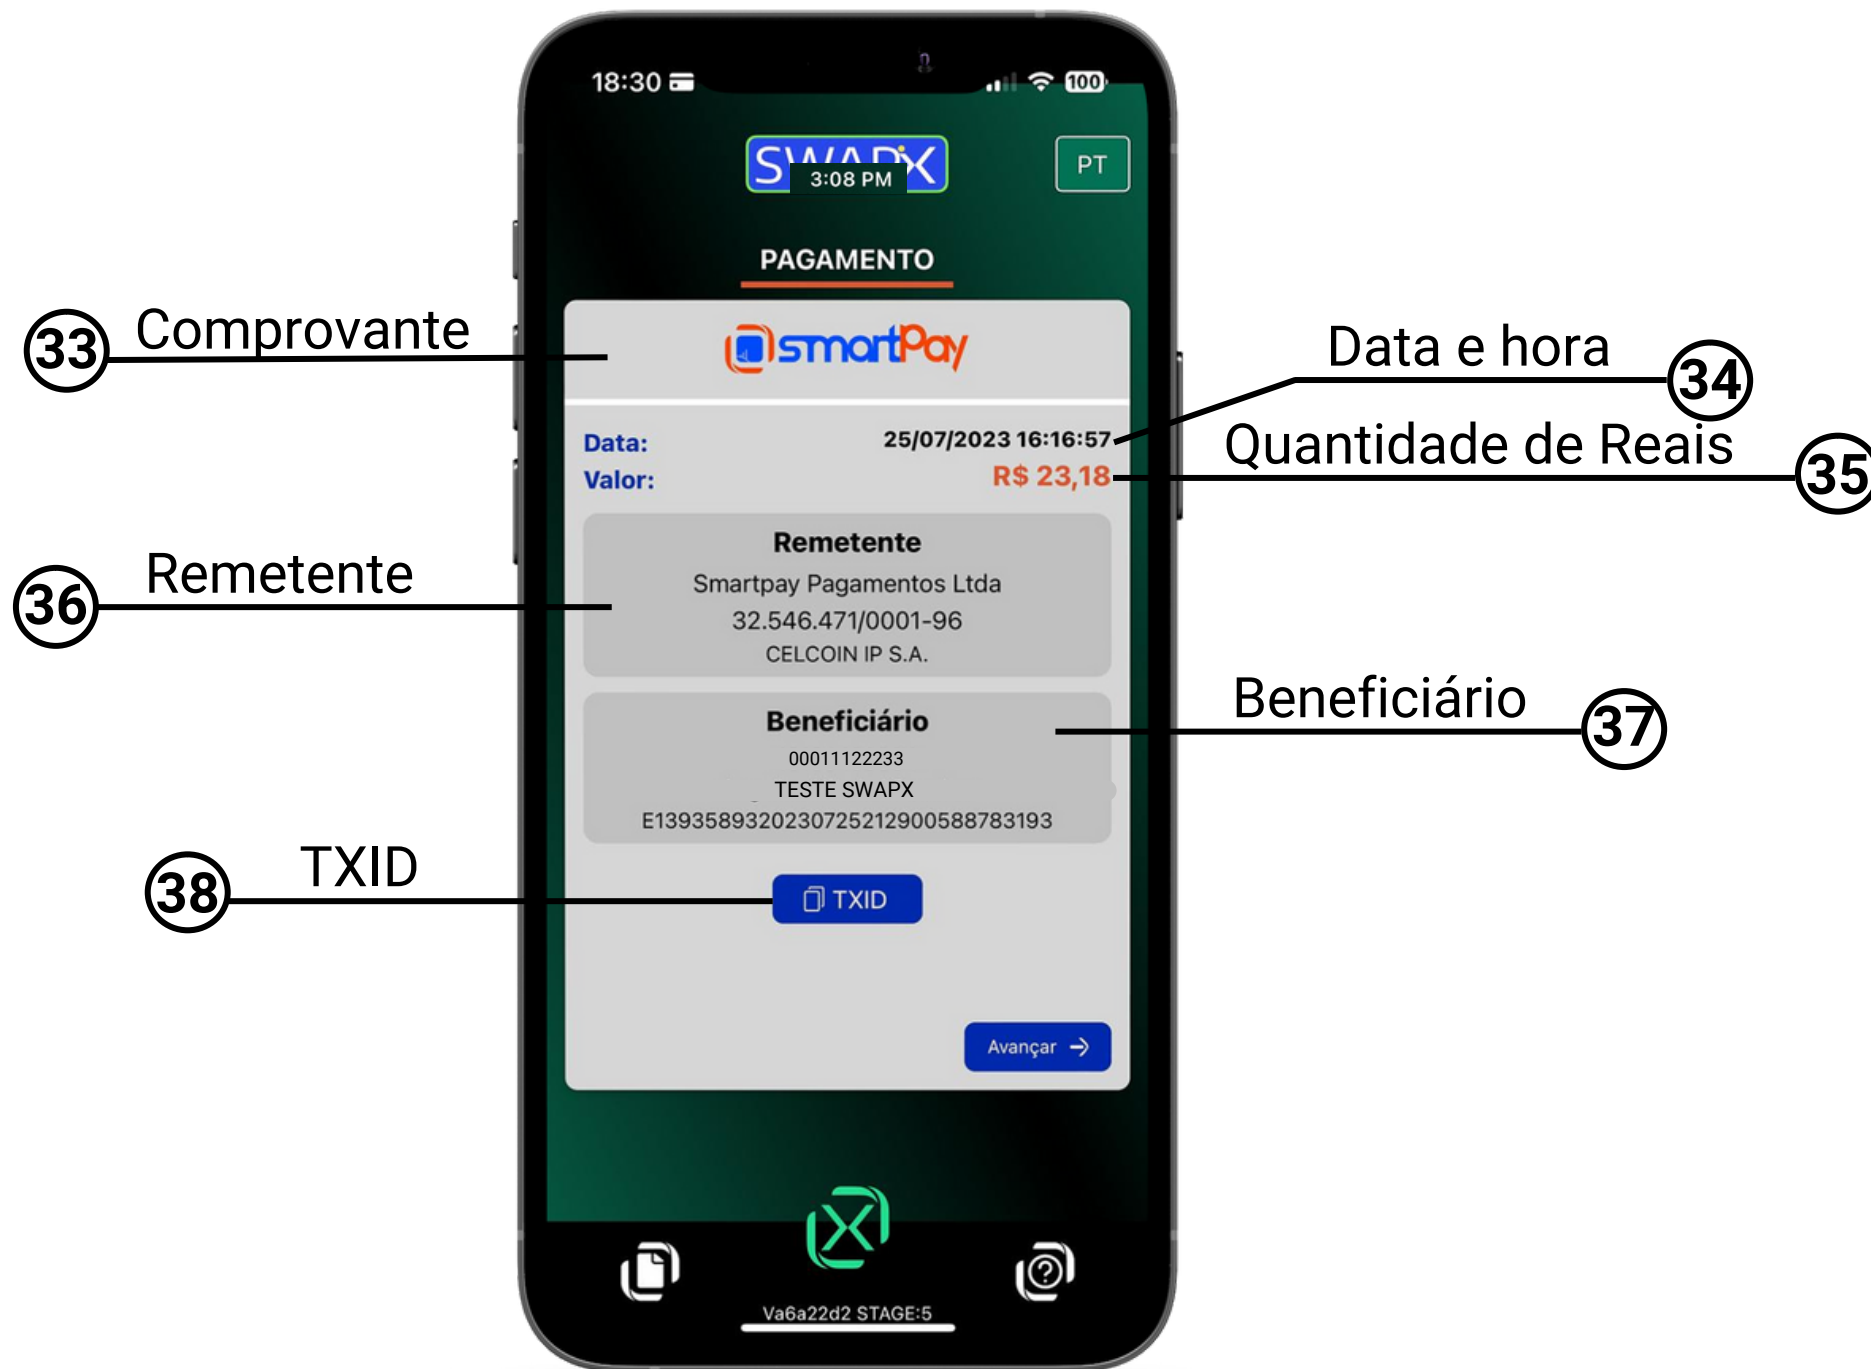 18:30
100
SWAPX
3:08 PM
PT
PAGAMENTO
33 Comprovante
smartPay
Data e hora 34
Data: 25/07/2023 16:16:57
Quantidade de Reais 35
Valor: R$ 23,18
36 Remetente
Remetente
Smartpay Pagamentos Ltda
32.546.471/0001-96
CELCOIN IP S.A.
Beneficiário 37
Beneficiário
00011122233
TESTE SWAPX
E1393589320230725212900588783193
38 TXID
TXID
Avançar
Va6a22d2 STAGE:5